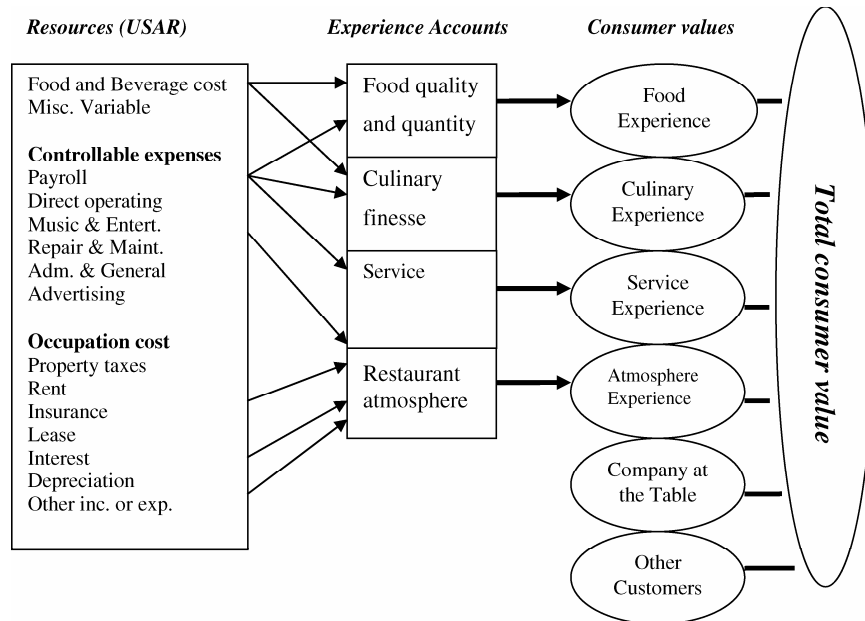 Resources (USAR)
Experience Accounts
Consumer values
Food and Beverage cost
Misc. Variable
Controllable expenses
Payroll
Direct operating
Music & Entert.
Repair & Maint.
Adm. & General
Advertising
Occupation cost
Property taxes
Rent
Insurance
Lease
Interest
Depreciation
Other inc. or exp.
Food quality
and quantity
Culinary
finesse
Service
Restaurant
atmosphere
Food
Experience
Culinary
Experience
Service
Experience
Atmosphere
Experience
Company at
the Table
Other
Customers
Total consumer value